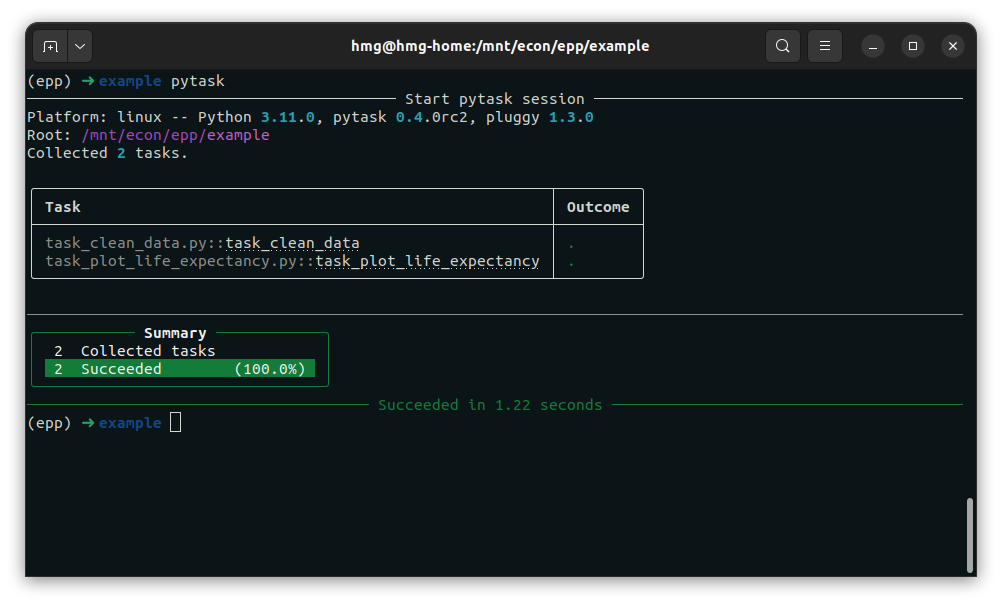 hmg@hmg-home:/mnt/econ/epp/example
(epp) ➜ example pytask
Start pytask session
Platform: linux -- Python 3.11.0, pytask 0.4.0rc2, pluggy 1.3.0
Root: /mnt/econ/epp/example
Collected 2 tasks.
Task Outcome
task_clean_data.py::task_clean_data .
task_plot_life_expectancy.py::task_plot_life_expectancy .
Summary
2 Collected tasks
2 Succeeded (100.0%)
Succeeded in 1.22 seconds
(epp) ➜ example